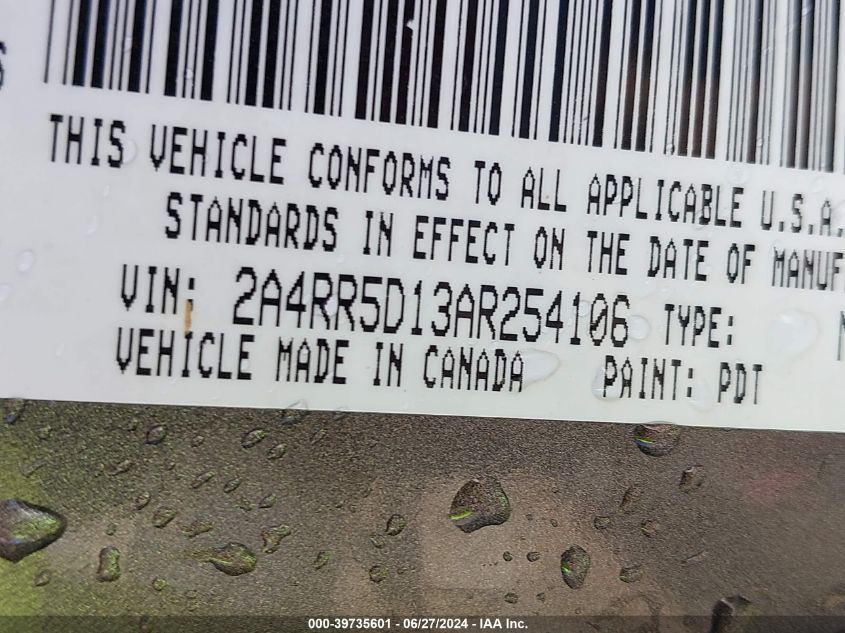 THIS VEHICLE CONFORMS TO ALL APPLICABLE U.S.A.
STANDARDS IN EFFECT ON THE DATE OF MANUF
VIN: 2A4RR5D13AR254106 TYPE:
VEHICLE MADE IN CANADA PAINT: PDT
000-39735601 - 06/27/2024 - IAA Inc.